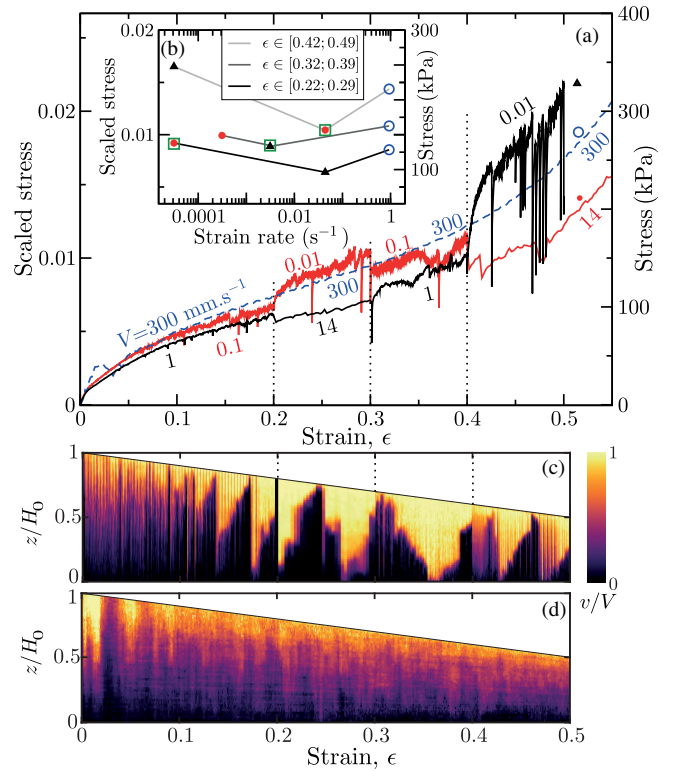 (a)
400
300
200
100
0
Stress (kPa)
0.02
0.01
0
Scaled stress
(b)
ϵ ∈ [0.42; 0.49]
ϵ ∈ [0.32; 0.39]
ϵ ∈ [0.22; 0.29]
Scaled stress
0.01
300
100
Stress (kPa)
0.0001 0.01 1
Strain rate (s⁻¹)
V=300 mm.s⁻¹
1
0.1
0.01
14
300
0.1
1
300
0.01
300
14
0 0.1 0.2 0.3 0.4 0.5
Strain, ϵ
(c)
1
0.5
0
z/H₀
1
0
v/V
(d)
1
0.5
0
z/H₀
0 0.1 0.2 0.3 0.4 0.5
Strain, ϵ